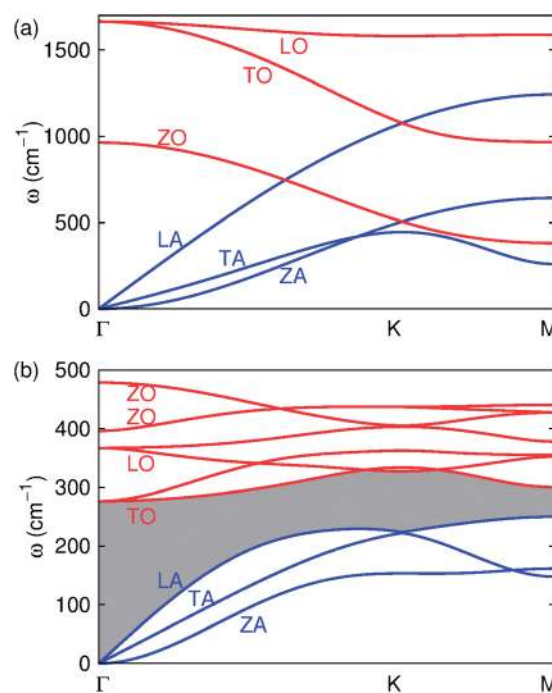 (a)
1500
1000
500
0
ω (cm⁻¹)
LO
TO
ZO
LA
TA
ZA
Γ K M
(b)
500
400
300
200
100
0
ω (cm⁻¹)
ZO
ZO
LO
TO
LA
TA
ZA
Γ K M